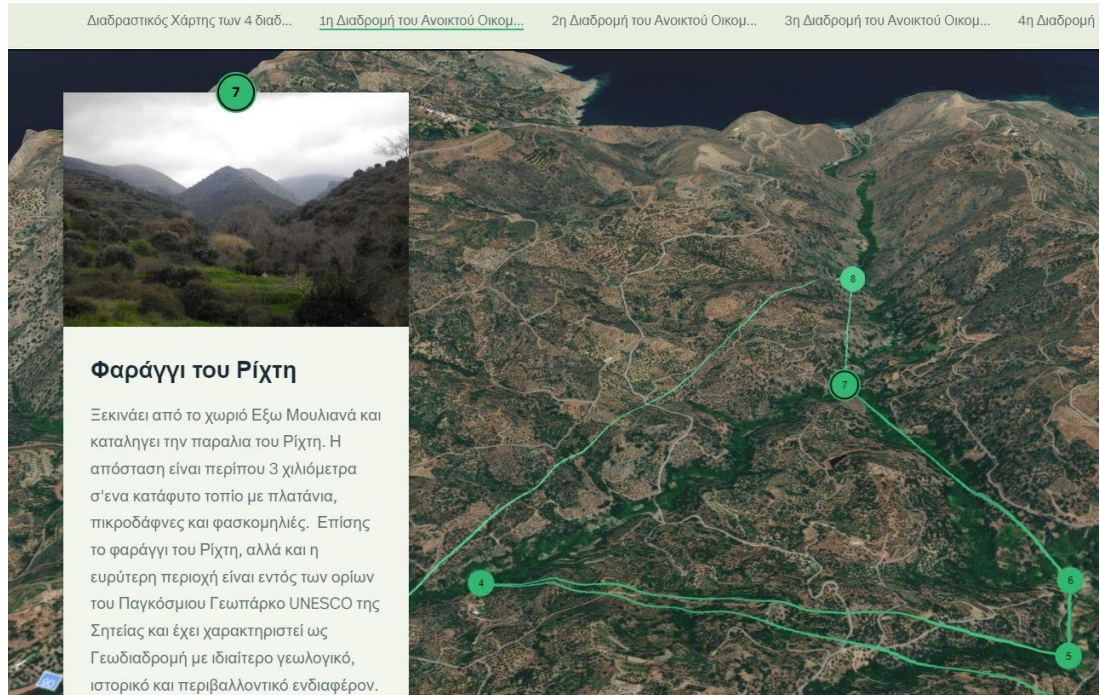 Διαδραστικός Χάρτης των 4 διαδ...
1η Διαδρομή του Ανοικτού Οικομ...
2η Διαδρομή του Ανοικτού Οικομ...
3η Διαδρομή του Ανοικτού Οικομ...
4η Διαδρομή
7
Φαράγγι του Ρίχτη
Ξεκινάει από το χωριό Εξω Μουλιανά και
καταληγει την παραλια του Ρίχτη. Η
απόσταση είναι περίπου 3 χιλιόμετρα
σ'ενα κατάφυτο τοπίο με πλατάνια,
πικροδάφνες και φασκομηλιές. Επίσης
το φαράγγι του Ρίχτη, αλλά και η
ευρύτερη περιοχή είναι εντός των ορίων
του Παγκόσμιου Γεωπάρκο UNESCO της
Σητείας και έχει χαρακτηριστεί ως
Γεωδιαδρομή με ιδιαίτερο γεωλογικό,
ιστορικό και περιβαλλοντικό ενδιαφέρον.
8
7
4
6
5
90